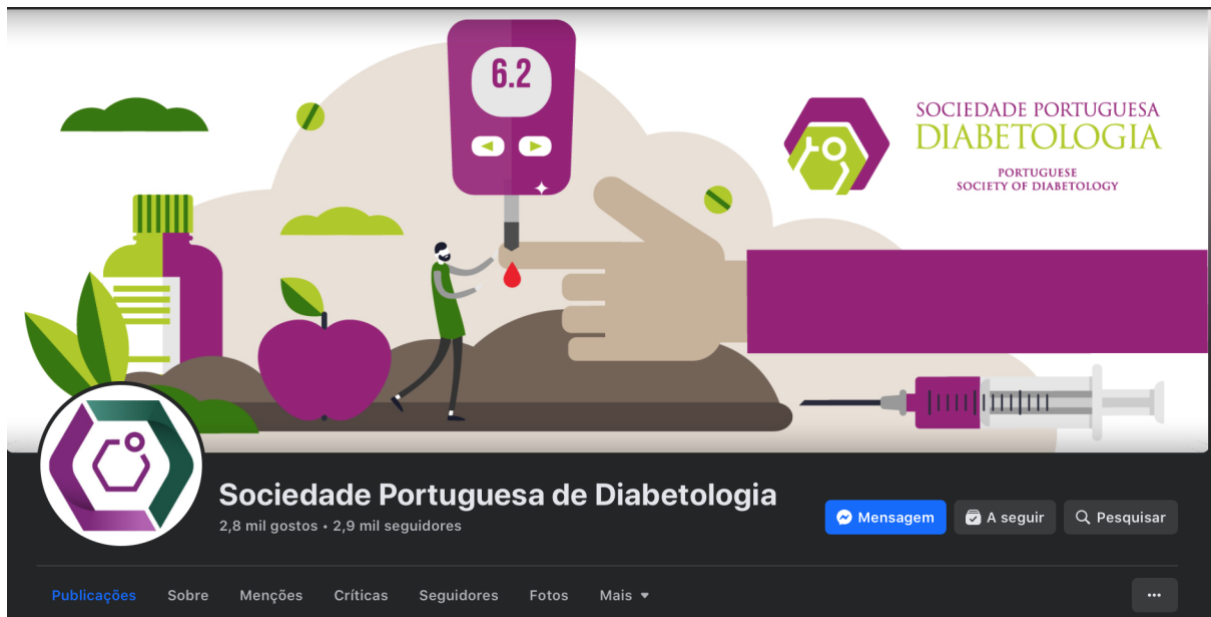 6.2
SOCIEDADE PORTUGUESA
DIABETOLOGIA
PORTUGUESE
SOCIETY OF DIABETOLOGY
Sociedade Portuguesa de Diabetologia
2,8 mil gostos • 2,9 mil seguidores
Mensagem A seguir Pesquisar
Publicações Sobre Menções Críticas Seguidores Fotos Mais